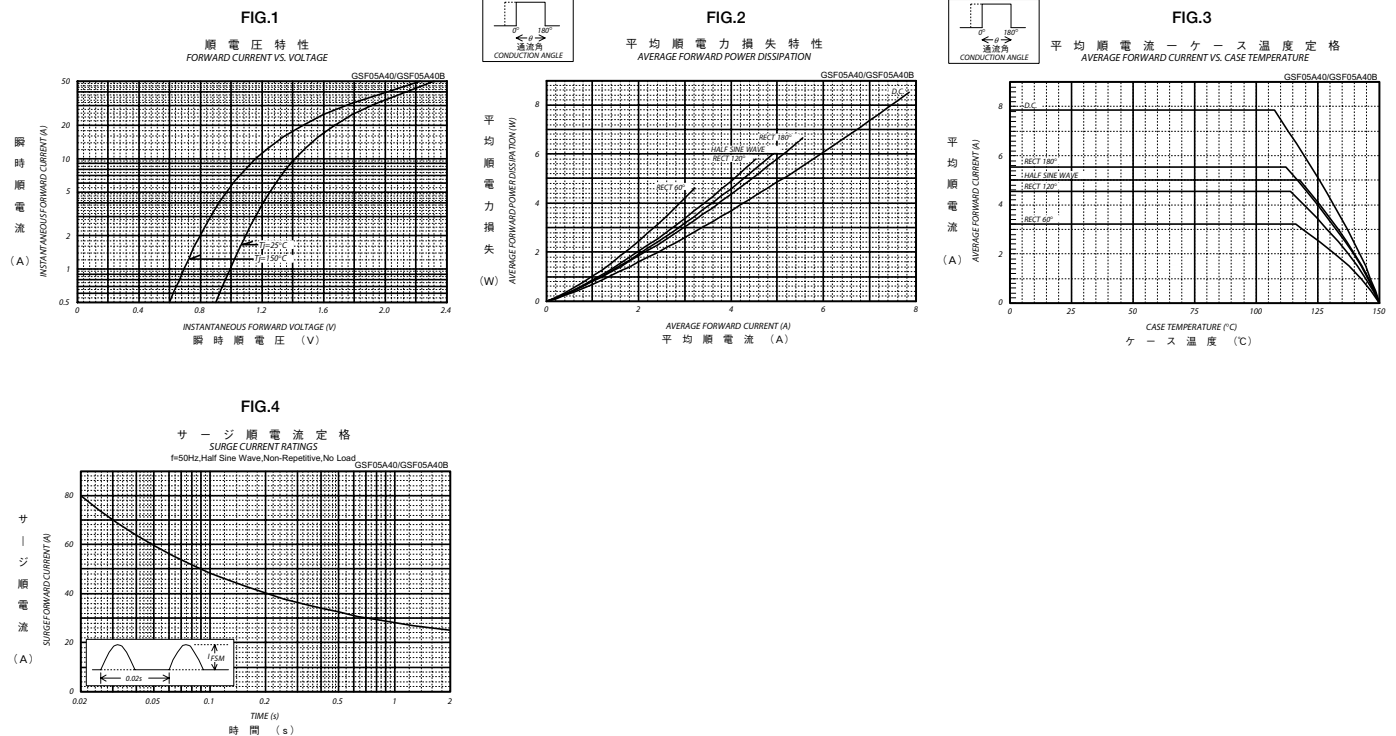 FIG.1
順電圧特性
FORWARD CURRENT VS. VOLTAGE
GSF05A40/GSF05A40B
瞬時順電流 (A)
INSTANTANEOUS FORWARD CURRENT (A)
50
20
10
5
2
1
0.5
Tj=25°C
Tj=150°C
0 0.4 0.8 1.2 1.6 2.0 2.4
INSTANTANEOUS FORWARD VOLTAGE (V)
瞬時順電圧 (V)
0° 180°
θ
通流角
CONDUCTION ANGLE
FIG.2
平均順電力損失特性
AVERAGE FORWARD POWER DISSIPATION
GSF05A40/GSF05A40B
平均順電力損失 (W)
AVERAGE FORWARD POWER DISSIPATION (W)
8
6
4
2
0
D.C.
RECT 180°
HALF SINE WAVE
RECT 120°
RECT 60°
0 2 4 6 8
AVERAGE FORWARD CURRENT (A)
平均順電流 (A)
0° 180°
θ
通流角
CONDUCTION ANGLE
FIG.3
平均順電流ーケース温度定格
AVERAGE FORWARD CURRENT VS. CASE TEMPERATURE
GSF05A40/GSF05A40B
平均順電流 (A)
AVERAGE FORWARD CURRENT (A)
8
6
4
2
0
D.C.
RECT 180°
HALF SINE WAVE
RECT 120°
RECT 60°
0 25 50 75 100 125 150
CASE TEMPERATURE (°C)
ケース温度 (℃)
FIG.4
サージ順電流定格
SURGE CURRENT RATINGS
f=50Hz,Half Sine Wave,Non-Repetitive,No Load
GSF05A40/GSF05A40B
サージ順電流 (A)
SURGE FORWARD CURRENT (A)
80
60
40
20
0
IFSM
0.02s
0.02 0.05 0.1 0.2 0.5 1 2
TIME (s)
時間 (s)